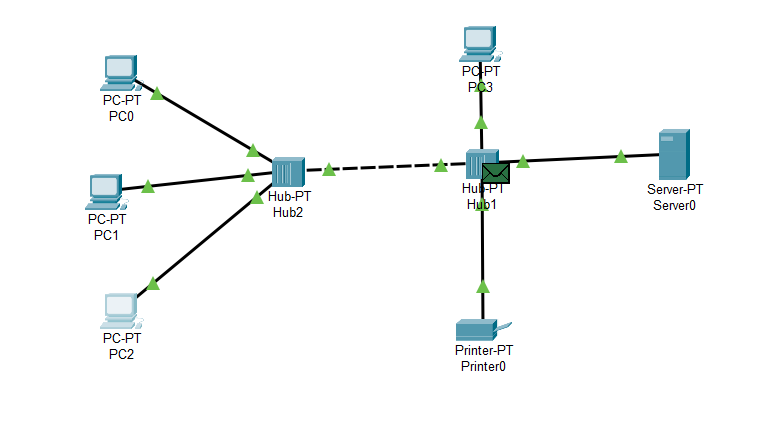 PC-PT
PC0
PC-PT
PC1
PC-PT
PC2
Hub-PT
Hub2
PC-PT
PC3
Hub-PT
Hub1
Server-PT
Server0
Printer-PT
Printer0